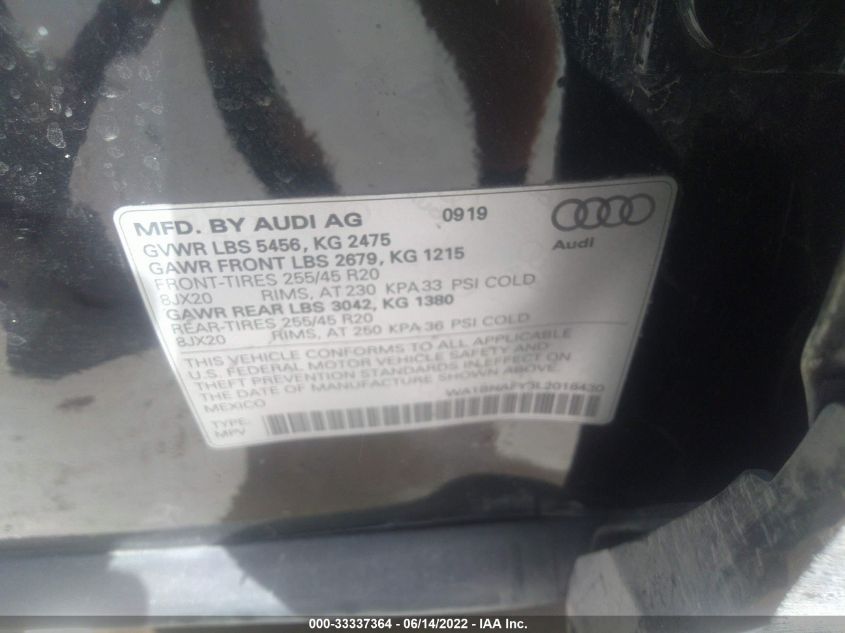 MFD. BY AUDI AG 0919
GVWR LBS 5456, KG 2475
GAWR FRONT LBS 2679, KG 1215
FRONT-TIRES 255/45 R20
8JX20 RIMS, AT 230 KPA 33 PSI COLD
GAWR REAR LBS 3042, KG 1380
REAR-TIRES 255/45 R20
8JX20 RIMS, AT 250 KPA 36 PSI COLD
Audi
THIS VEHICLE CONFORMS TO ALL APPLICABLE
U.S. FEDERAL MOTOR VEHICLE SAFETY AND
THEFT PREVENTION STANDARDS IN EFFECT ON
THE DATE OF MANUFACTURE SHOWN ABOVE.
MEXICO
TYPE:
MPV
000-33337364 - 06/14/2022 - IAA Inc.